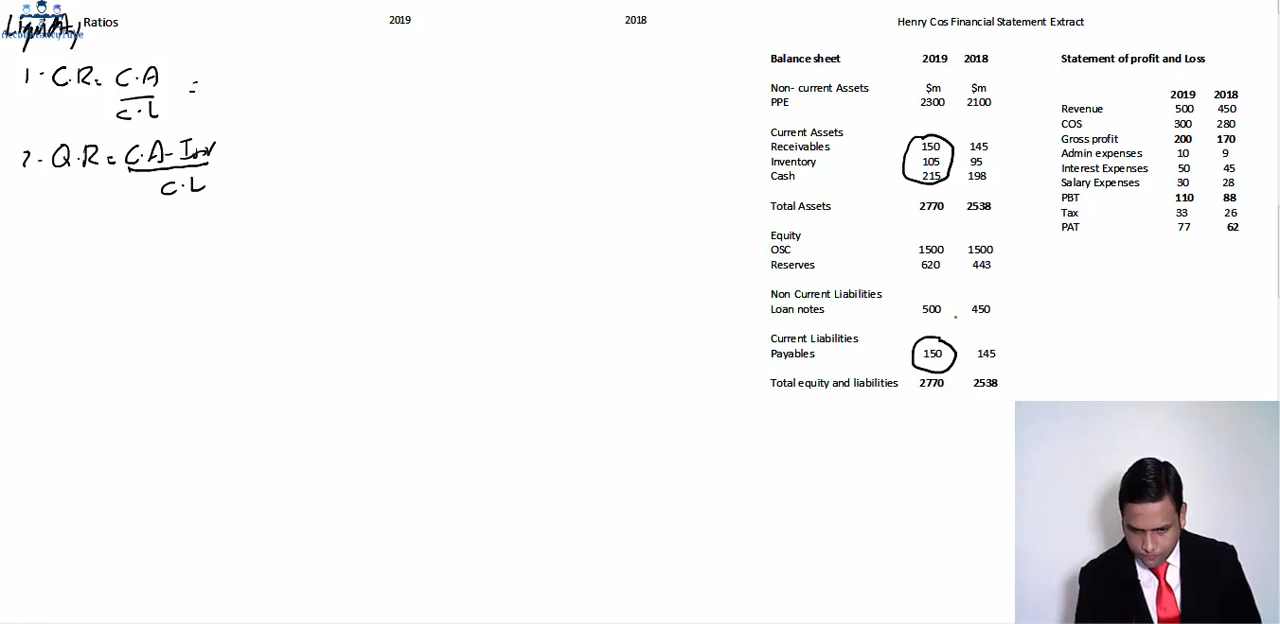 Liquidity Ratios 2019 2018 Henry Cos Financial Statement Extract
1. C.R = C.A / C.L =
2. Q.R = C.A - Inv / C.L
Balance sheet 2019 2018
Non- current Assets $m $m
PPE 2300 2100
Current Assets
Receivables 150 145
Inventory 105 95
Cash 215 198
Total Assets 2770 2538
Equity
OSC 1500 1500
Reserves 620 443
Non Current Liabilities
Loan notes 500 450
Current Liabilities
Payables 150 145
Total equity and liabilities 2770 2538
Statement of profit and Loss
2019 2018
Revenue 500 450
COS 300 280
Gross profit 200 170
Admin expenses 10 9
Interest Expenses 50 45
Salary Expenses 30 28
PBT 110 88
Tax 33 26
PAT 77 62